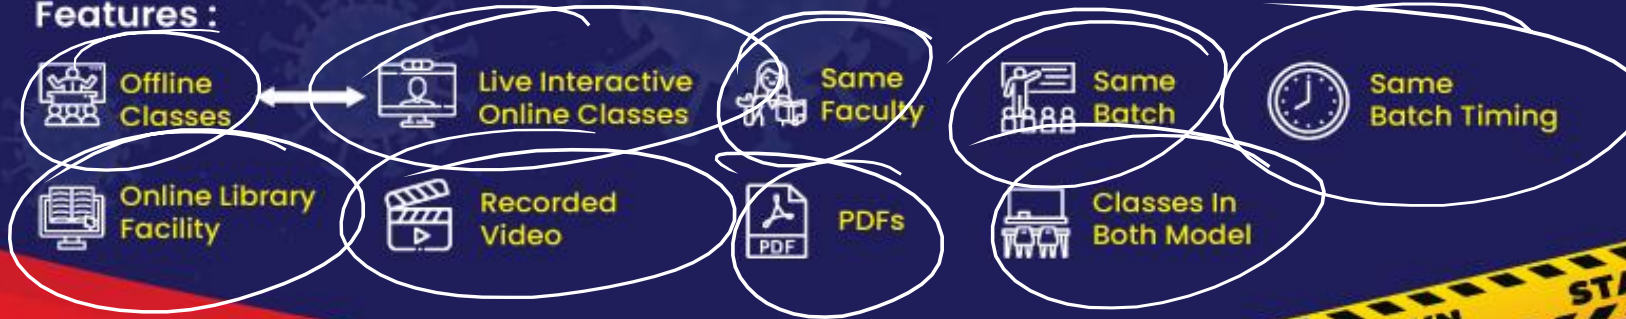 Features :
Offline
Classes
Live Interactive
Online Classes
Same
Faculty
Same
Batch
Same
Batch Timing
Online Library
Facility
Recorded
Video
PDF
PDFs
Classes In
Both Model